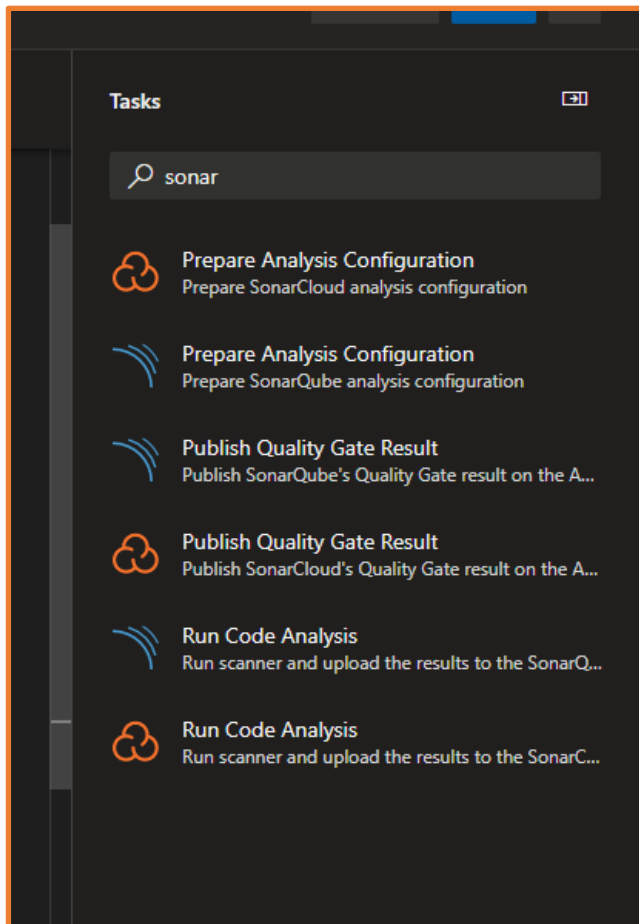 Tasks
sonar
Prepare Analysis Configuration
Prepare SonarCloud analysis configuration
Prepare Analysis Configuration
Prepare SonarQube analysis configuration
Publish Quality Gate Result
Publish SonarQube's Quality Gate result on the A...
Publish Quality Gate Result
Publish SonarCloud's Quality Gate result on the A...
Run Code Analysis
Run scanner and upload the results to the SonarQ...
Run Code Analysis
Run scanner and upload the results to the SonarC...